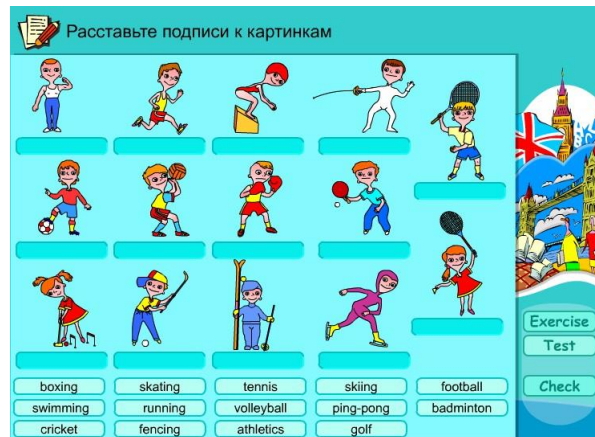 Расставьте подписи к картинкам
Exercise
Test
Check
boxing skating tennis skiing football
swimming running volleyball ping-pong badminton
cricket fencing athletics golf